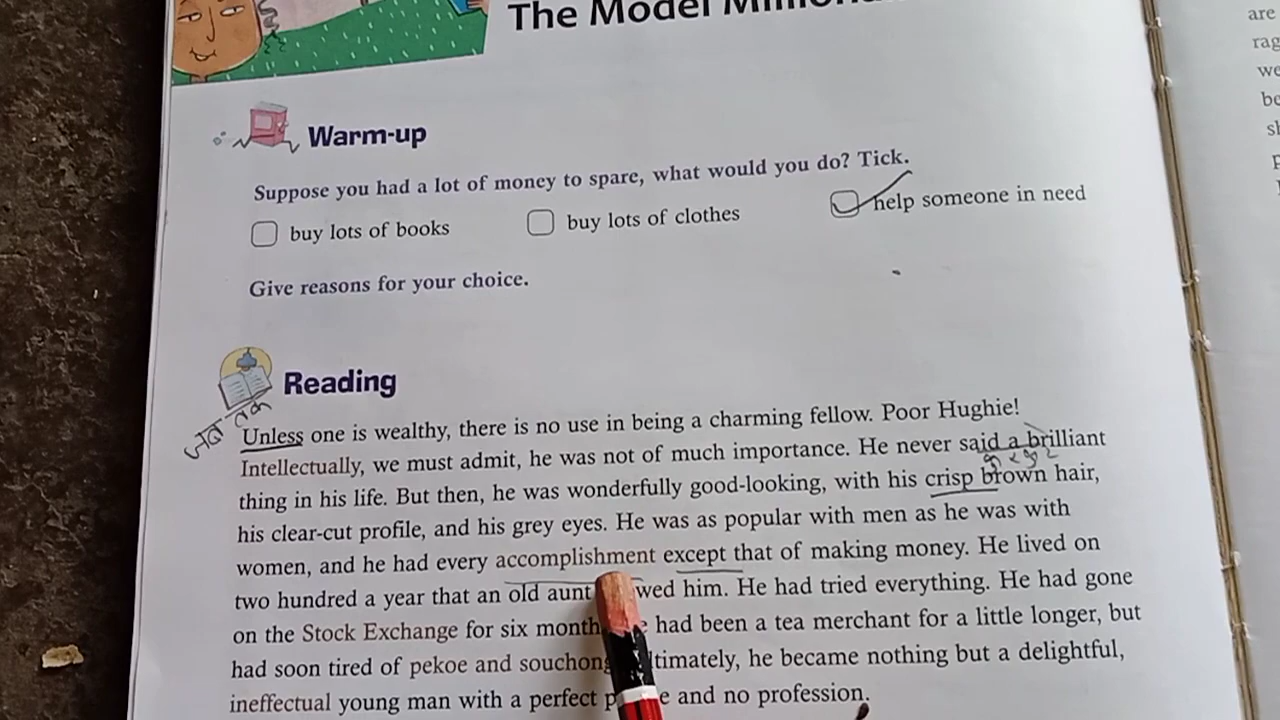 The Model
Warm-up
Suppose you had a lot of money to spare, what would you do? Tick.
buy lots of books buy lots of clothes help someone in need
Give reasons for your choice.
Reading
Unless one is wealthy, there is no use in being a charming fellow. Poor Hughie!
Intellectually, we must admit, he was not of much importance. He never said a brilliant
thing in his life. But then, he was wonderfully good-looking, with his crisp brown hair,
his clear-cut profile, and his grey eyes. He was as popular with men as he was with
women, and he had every accomplishment except that of making money. He lived on
two hundred a year that an old aunt wed him. He had tried everything. He had gone
on the Stock Exchange for six month had been a tea merchant for a little longer, but
had soon tired of pekoe and souchong ltimately, he became nothing but a delightful,
ineffectual young man with a perfect p e and no profession.
are
rag
we
be